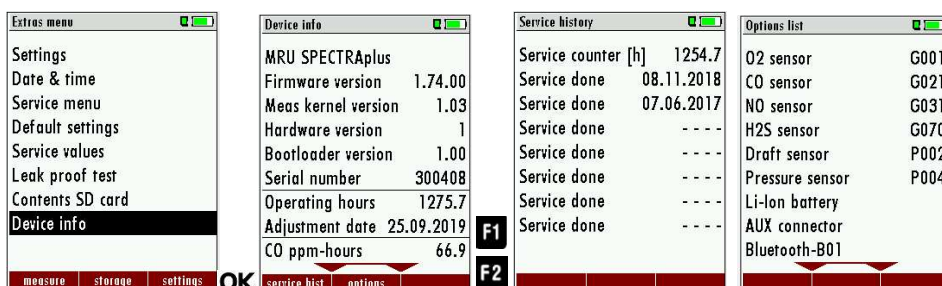 Extras menu
Settings
Date & time
Service menu
Default settings
Service values
Leak proof test
Contents SD card
Device info
measure storage settings
OK
Device info
MRU SPECTRAplus
Firmware version 1.74.00
Meas kernel version 1.03
Hardware version 1
Bootloader version 1.00
Serial number 300408
Operating hours 1275.7
Adjustment date 25.09.2019
CO ppm-hours 66.9
service hist options
F1
F2
Service history
Service counter [h] 1254.7
Service done 08.11.2018
Service done 07.06.2017
Service done - - - -
Service done - - - -
Service done - - - -
Service done - - - -
Service done - - - -
Options list
O2 sensor G001
CO sensor G021
NO sensor G031
H2S sensor G070
Draft sensor P002
Pressure sensor P004
Li-Ion battery
AUX connector
Bluetooth-B01